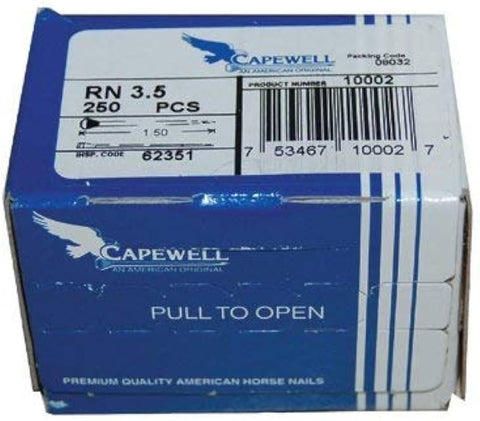 CAPEWELL
AN AMERICAN ORIGINAL
Packing Code
08032
RN 3.5
250 PCS
PRODUCT NUMBER 10002
1.50
INSP. CODE 62351
7 53467 10002 7
CAPEWELL
AN AMERICAN ORIGINAL
PULL TO OPEN
PREMIUM QUALITY AMERICAN HORSE NAILS